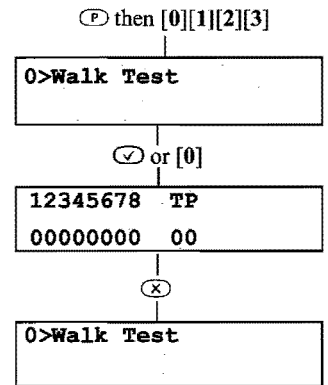 P then [0][1][2][3]
0>Walk Test
✓ or [0]
12345678 TP
00000000 00
X
0>Walk Test